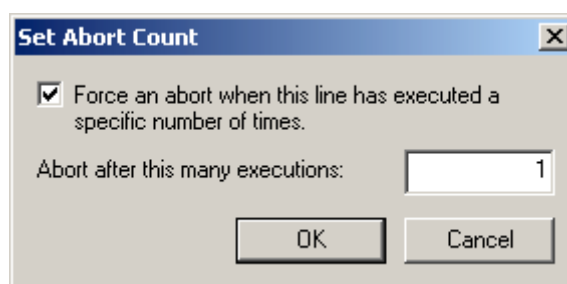 Set Abort Count
Force an abort when this line has executed a
specific number of times.
Abort after this many executions: 1
OK Cancel